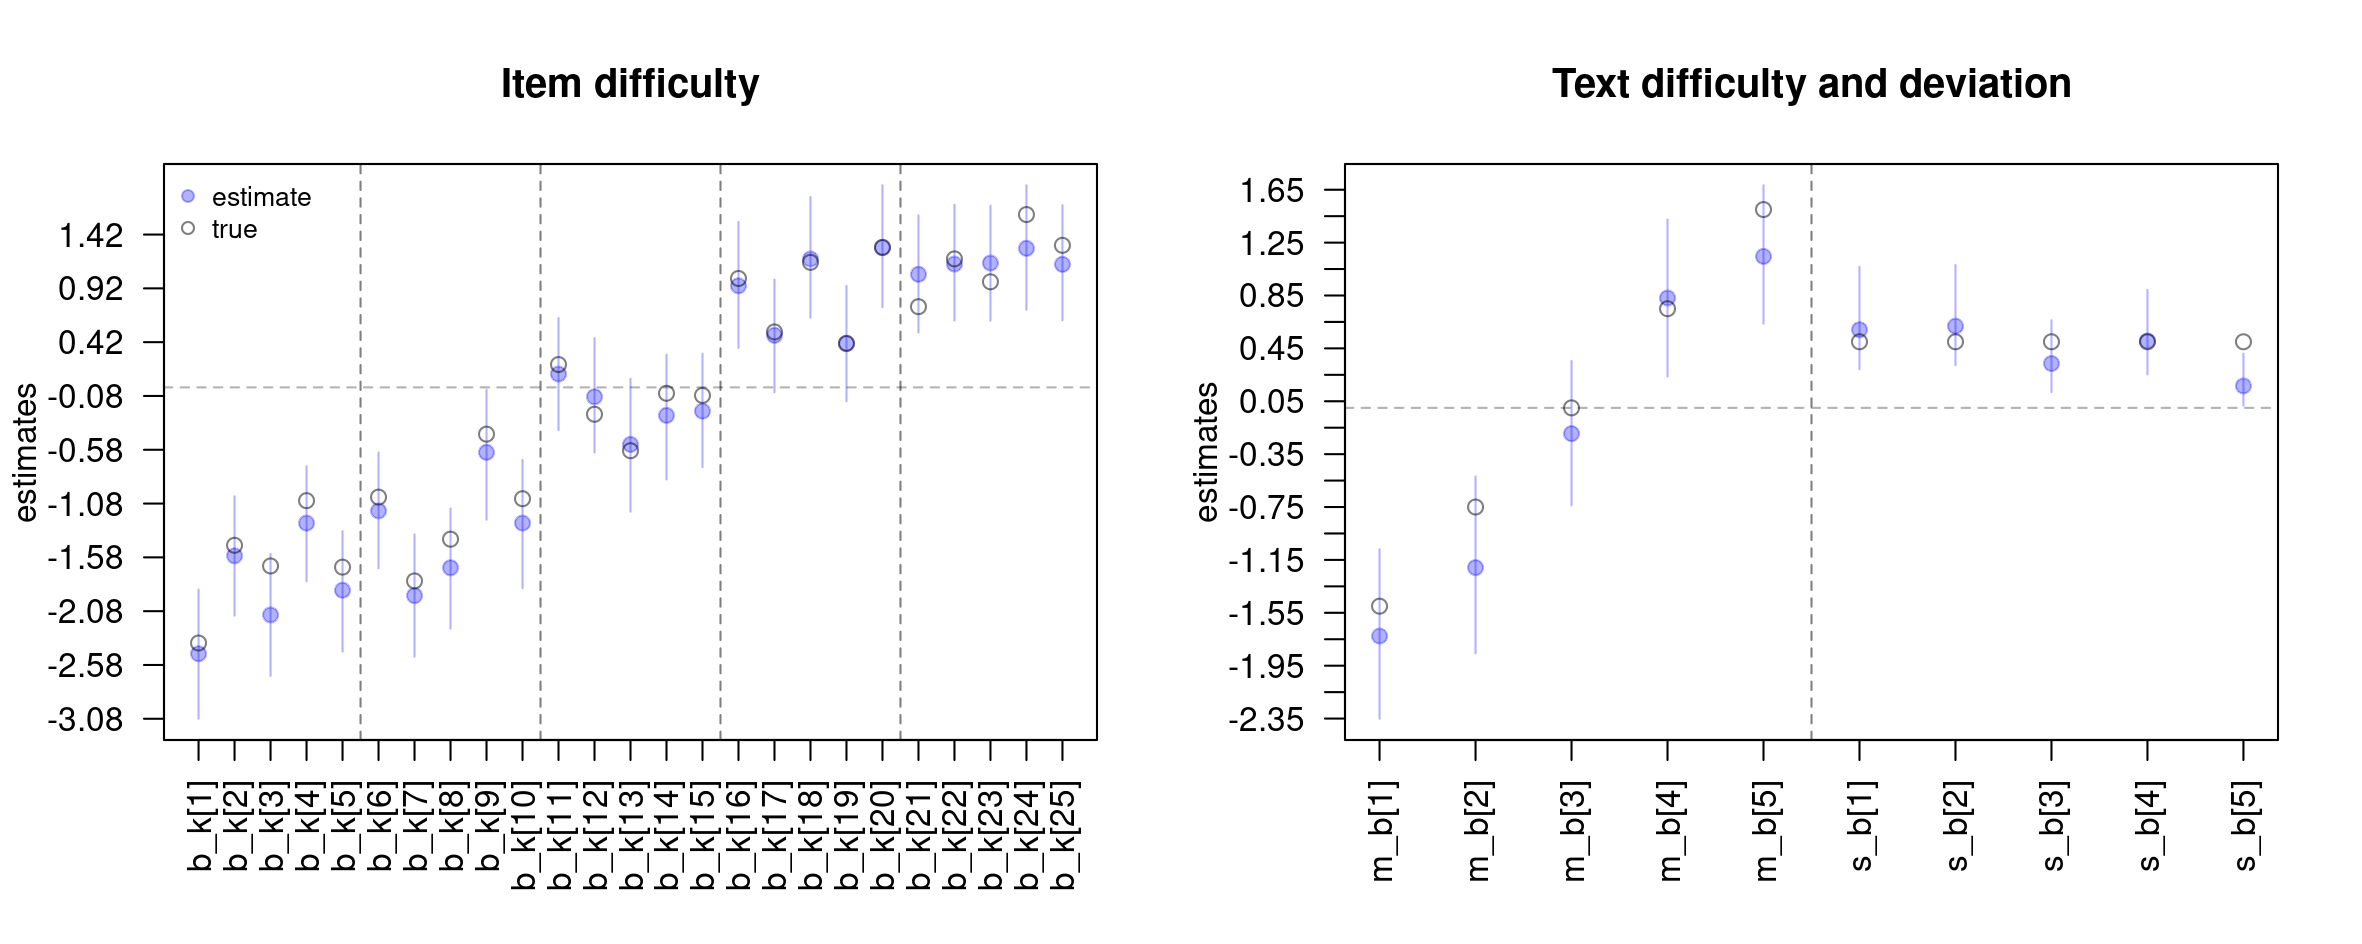 Item difficulty
estimate
true
estimates
1.42
0.92
0.42
-0.08
-0.58
-1.08
-1.58
-2.08
-2.58
-3.08
b_k[1]
b_k[2]
b_k[3]
b_k[4]
b_k[5]
b_k[6]
b_k[7]
b_k[8]
b_k[9]
b_k[10]
b_k[11]
b_k[12]
b_k[13]
b_k[14]
b_k[15]
b_k[16]
b_k[17]
b_k[18]
b_k[19]
b_k[20]
b_k[21]
b_k[22]
b_k[23]
b_k[24]
b_k[25]
Text difficulty and deviation
estimates
1.65
1.25
0.85
0.45
0.05
-0.35
-0.75
-1.15
-1.55
-1.95
-2.35
m_b[1]
m_b[2]
m_b[3]
m_b[4]
m_b[5]
s_b[1]
s_b[2]
s_b[3]
s_b[4]
s_b[5]